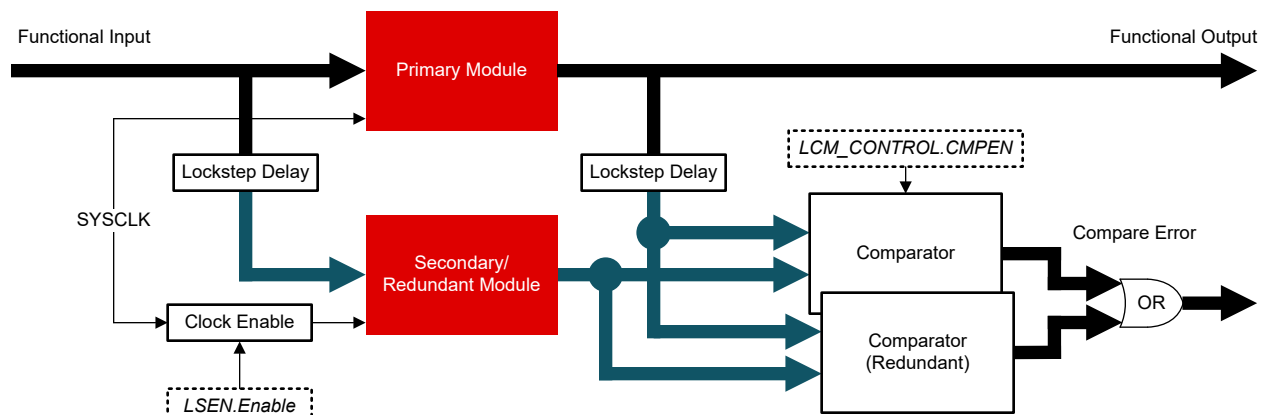 Functional Input
Functional Output
Primary Module
LCM_CONTROL.CMPEN
Lockstep Delay
Lockstep Delay
SYSCLK
Secondary/
Redundant Module
Comparator
Compare Error
Clock Enable
OR
Comparator
(Redundant)
LSEN.Enable